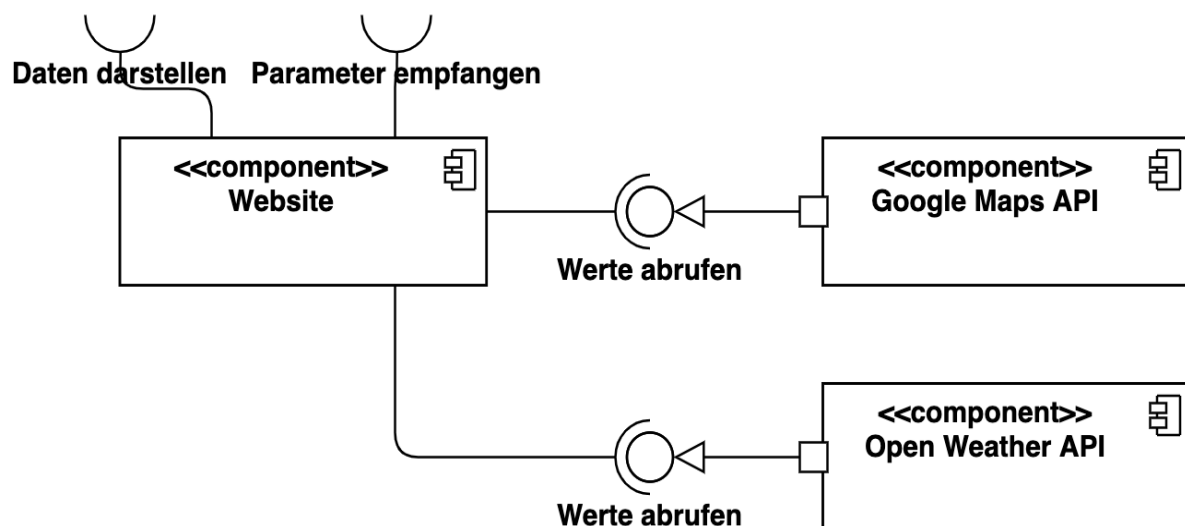 Daten darstellen
Parameter empfangen
<<component>>
Website
<<component>>
Google Maps API
Werte abrufen
<<component>>
Open Weather API
Werte abrufen